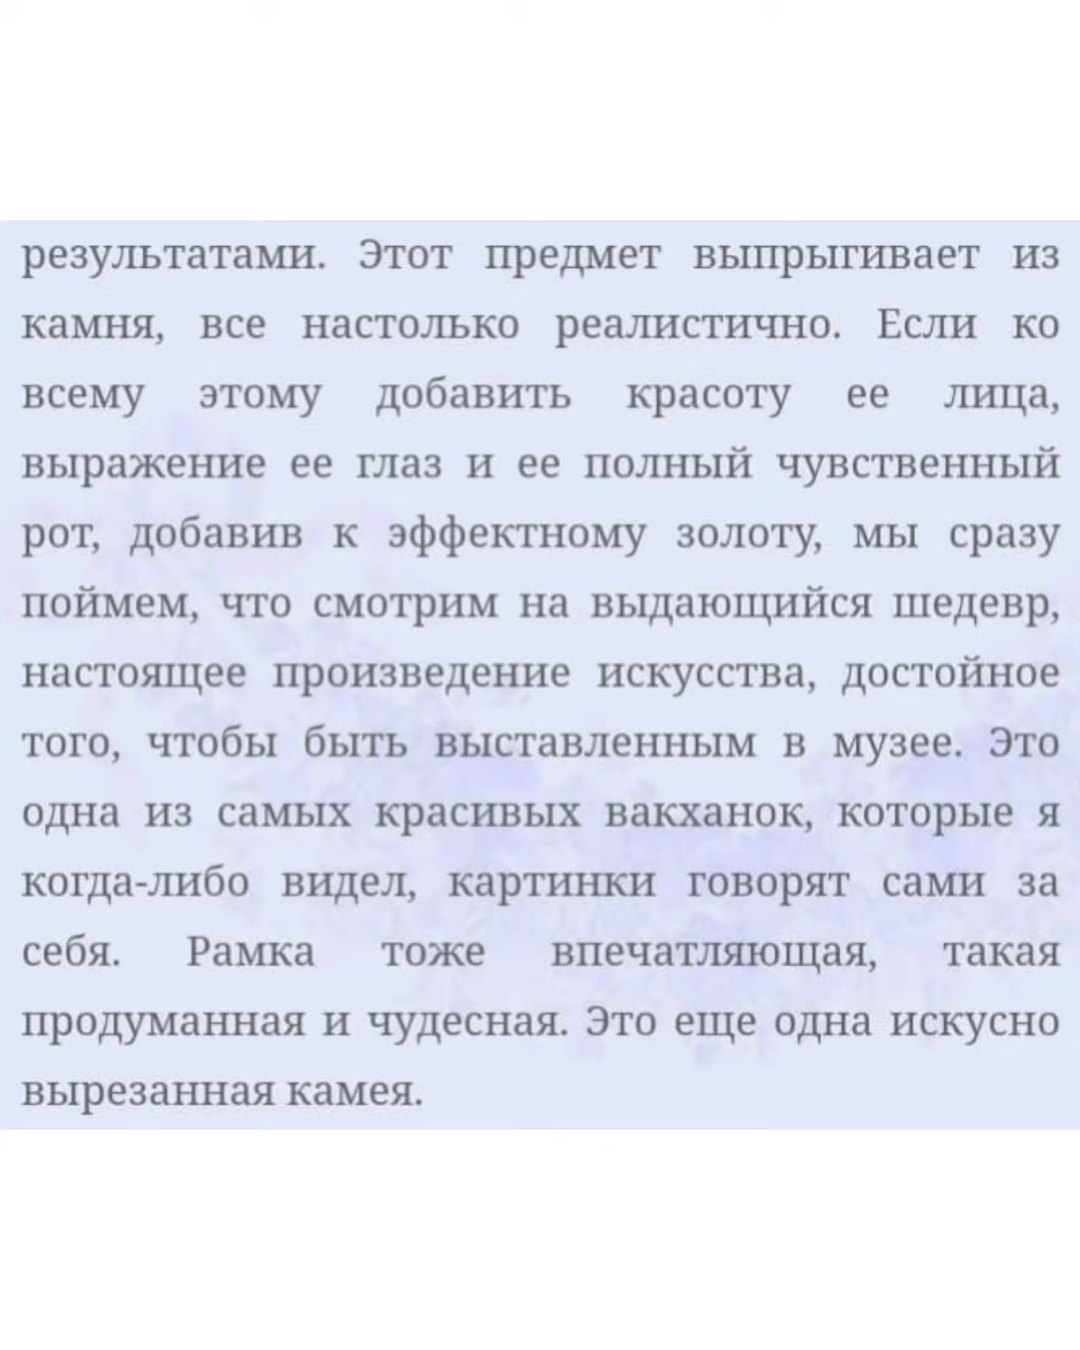 результатами. Этот предмет выпрыгивает из
камня, все настолько реалистично. Если ко
всему этому добавить красоту ее лица,
выражение ее глаз и ее полный чувственный
рот, добавив к эффектному золоту, мы сразу
поймем, что смотрим на выдающийся шедевр,
настоящее произведение искусства, достойное
того, чтобы быть выставленным в музее. Это
одна из самых красивых вакханок, которые я
когда-либо видел, картинки говорят сами за
себя. Рамка тоже впечатляющая, такая
продуманная и чудесная. Это еще одна искусно
вырезанная камея.